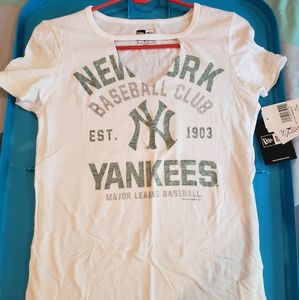 NEW YORK
BASEBALL CLUB
EST. NY 1903
YANKEES
MAJOR LEAGUE BASEBALL